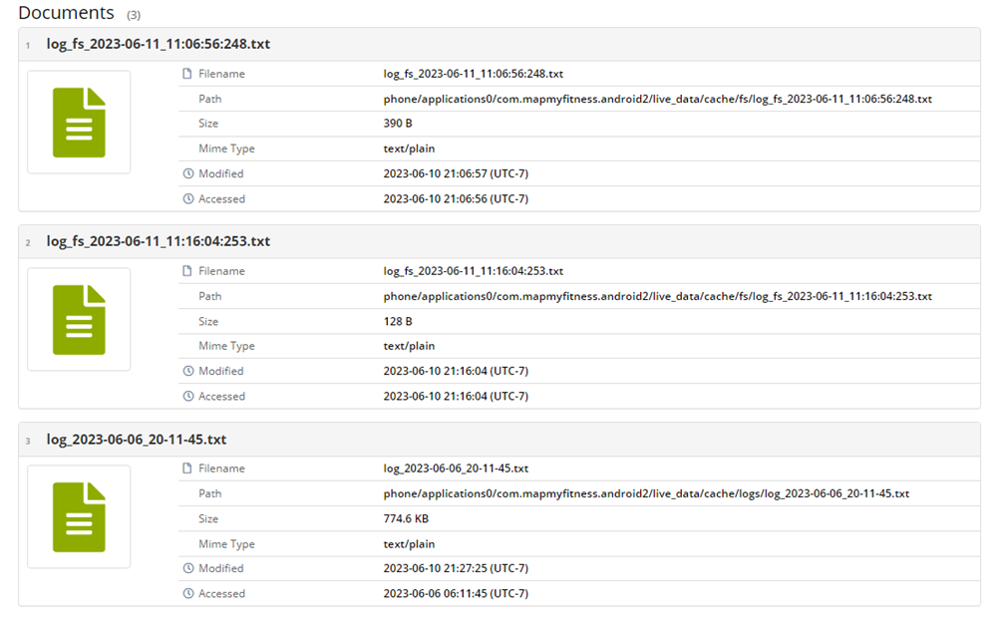 Documents (3)
1 log_fs_2023-06-11_11:06:56:248.txt
Filename log_fs_2023-06-11_11:06:56:248.txt
Path phone/applications0/com.mapmyfitness.android2/live_data/cache/fs/log_fs_2023-06-11_11:06:56:248.txt
Size 390 B
Mime Type text/plain
Modified 2023-06-10 21:06:57 (UTC-7)
Accessed 2023-06-10 21:06:56 (UTC-7)
2 log_fs_2023-06-11_11:16:04:253.txt
Filename log_fs_2023-06-11_11:16:04:253.txt
Path phone/applications0/com.mapmyfitness.android2/live_data/cache/fs/log_fs_2023-06-11_11:16:04:253.txt
Size 128 B
Mime Type text/plain
Modified 2023-06-10 21:16:04 (UTC-7)
Accessed 2023-06-10 21:16:04 (UTC-7)
3 log_2023-06-06_20-11-45.txt
Filename log_2023-06-06_20-11-45.txt
Path phone/applications0/com.mapmyfitness.android2/live_data/cache/logs/log_2023-06-06_20-11-45.txt
Size 774.6 KB
Mime Type text/plain
Modified 2023-06-10 21:27:25 (UTC-7)
Accessed 2023-06-06 06:11:45 (UTC-7)